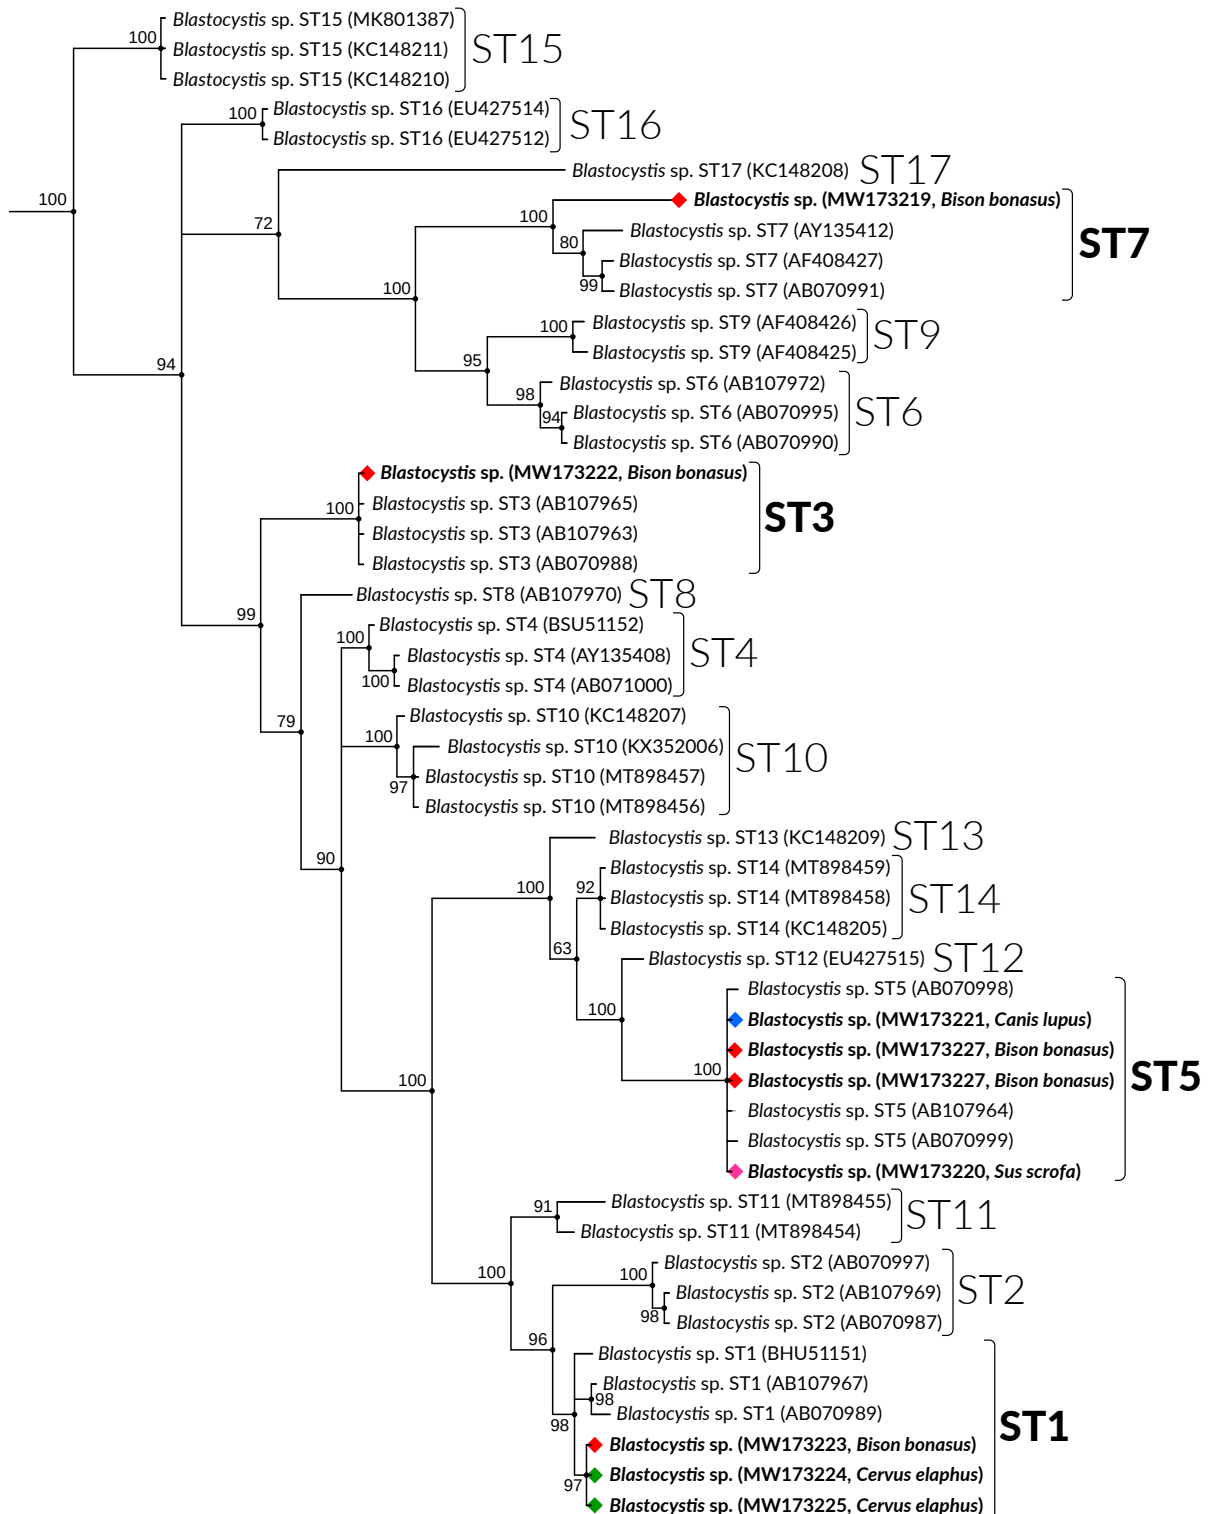 Blastocystis sp. ST15 (MK801387)
100
Blastocystis sp. ST15 (KC148211)
ST15
Blastocystis sp. ST15 (KC148210)
Blastocystis sp. ST16 (EU427514)
100
ST16
Blastocystis sp. ST16 (EU427512)
Blastocystis sp. ST17 (KC148208)
ST17
100
Blastocystis sp. (MW173219, Bison bonasus)
100
72
Blastocystis sp. ST7 (AY135412)
80
ST7
Blastocystis sp. ST7 (AF408427)
99
100
Blastocystis sp. ST7 (AB070991)
Blastocystis sp. ST9 (AF408426)
100
ST9
Blastocystis sp. ST9 (AF408425)
94
95
Blastocystis sp. ST6 (AB107972)
98
Blastocystis sp. ST6 (AB070995)
94
ST6
Blastocystis sp. ST6 (AB070990)
Blastocystis sp. (MW173222, Bison bonasus)
Blastocystis sp. ST3 (AB107965)
100
ST3
Blastocystis sp. ST3 (AB107963)
Blastocystis sp. ST3 (AB070988)
Blastocystis sp. ST8 (AB107970)
ST8
99
Blastocystis sp. ST4 (BSU51152)
100
ST4
Blastocystis sp. ST4 (AY135408)
100
Blastocystis sp. ST4 (AB071000)
Blastocystis sp. ST10 (KC148207)
79
100
Blastocystis sp. ST10 (KX352006)
ST10
Blastocystis sp. ST10 (MT898457)
97
Blastocystis sp. ST10 (MT898456)
Blastocystis sp. ST13 (KC148209)
ST13
90
Blastocystis sp. ST14 (MT898459)
100
92
Blastocystis sp. ST14 (MT898458)
ST14
Blastocystis sp. ST14 (KC148205)
63
Blastocystis sp. ST12 (EU427515)
ST12
Blastocystis sp. ST5 (AB070998)
100
Blastocystis sp. (MW173221, Canis lupus)
Blastocystis sp. (MW173227, Bison bonasus)
100
100
Blastocystis sp. (MW173227, Bison bonasus)
ST5
Blastocystis sp. ST5 (AB107964)
Blastocystis sp. ST5 (AB070999)
Blastocystis sp. (MW173220, Sus scrofa)
Blastocystis sp. ST11 (MT898455)
91
ST11
Blastocystis sp. ST11 (MT898454)
100
Blastocystis sp. ST2 (AB070997)
100
Blastocystis sp. ST2 (AB107969)
ST2
98
Blastocystis sp. ST2 (AB070987)
96
Blastocystis sp. ST1 (BHU51151)
Blastocystis sp. ST1 (AB107967)
98
Blastocystis sp. ST1 (AB070989)
98
ST1
Blastocystis sp. (MW173223, Bison bonasus)
Blastocystis sp. (MW173224, Cervus elaphus)
97
Blastocystis sp. (MW173225, Cervus elaphus)